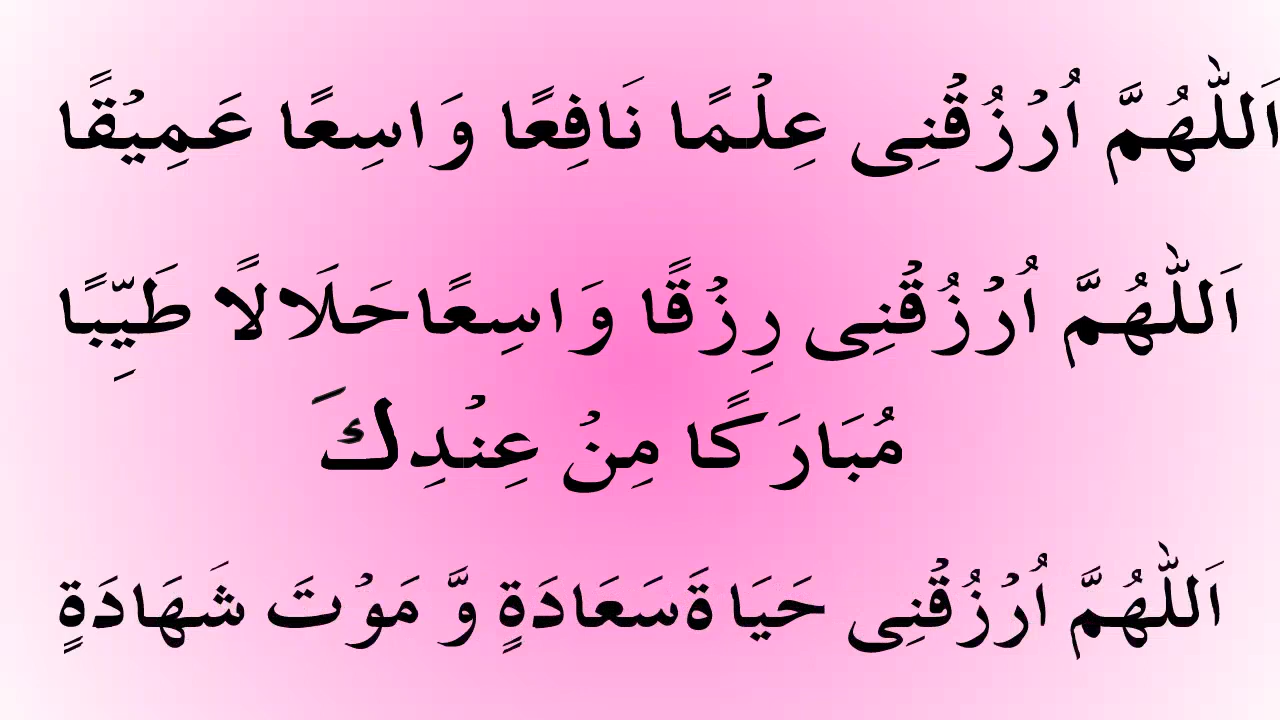 اَللّٰهُمَّ اُرْزُقْنِى عِلْمًا نَافِعًا وَاسِعًا عَمِيْقًا
اَللّٰهُمَّ اُرْزُقْنِى رِزْقًا وَاسِعًا حَلَالًا طَيِّبًا
مُبَارَكًا مِنْ عِنْدِكَ
اَللّٰهُمَّ اُرْزُقْنِى حَيَاةَ سَعَادَةٍ وَّ مَوْتَ شَهَادَةٍ